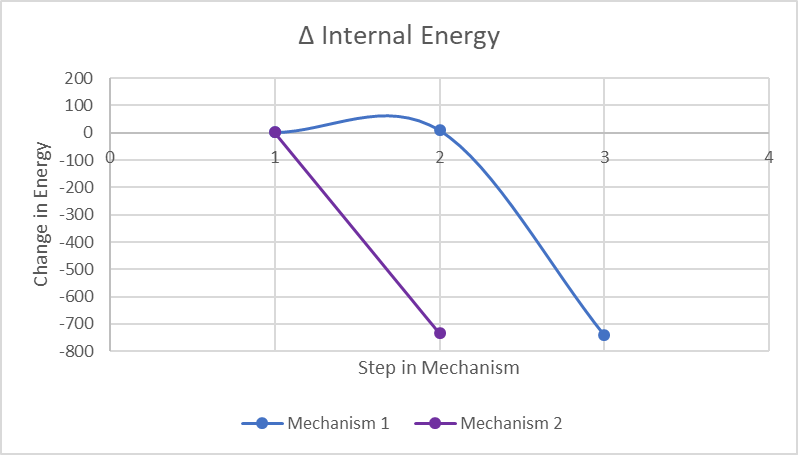 Δ Internal Energy
200
100
0
-100
-200
-300
-400
-500
-600
-700
-800
0 1 2 3 4
Change in Energy
Step in Mechanism
Mechanism 1 Mechanism 2